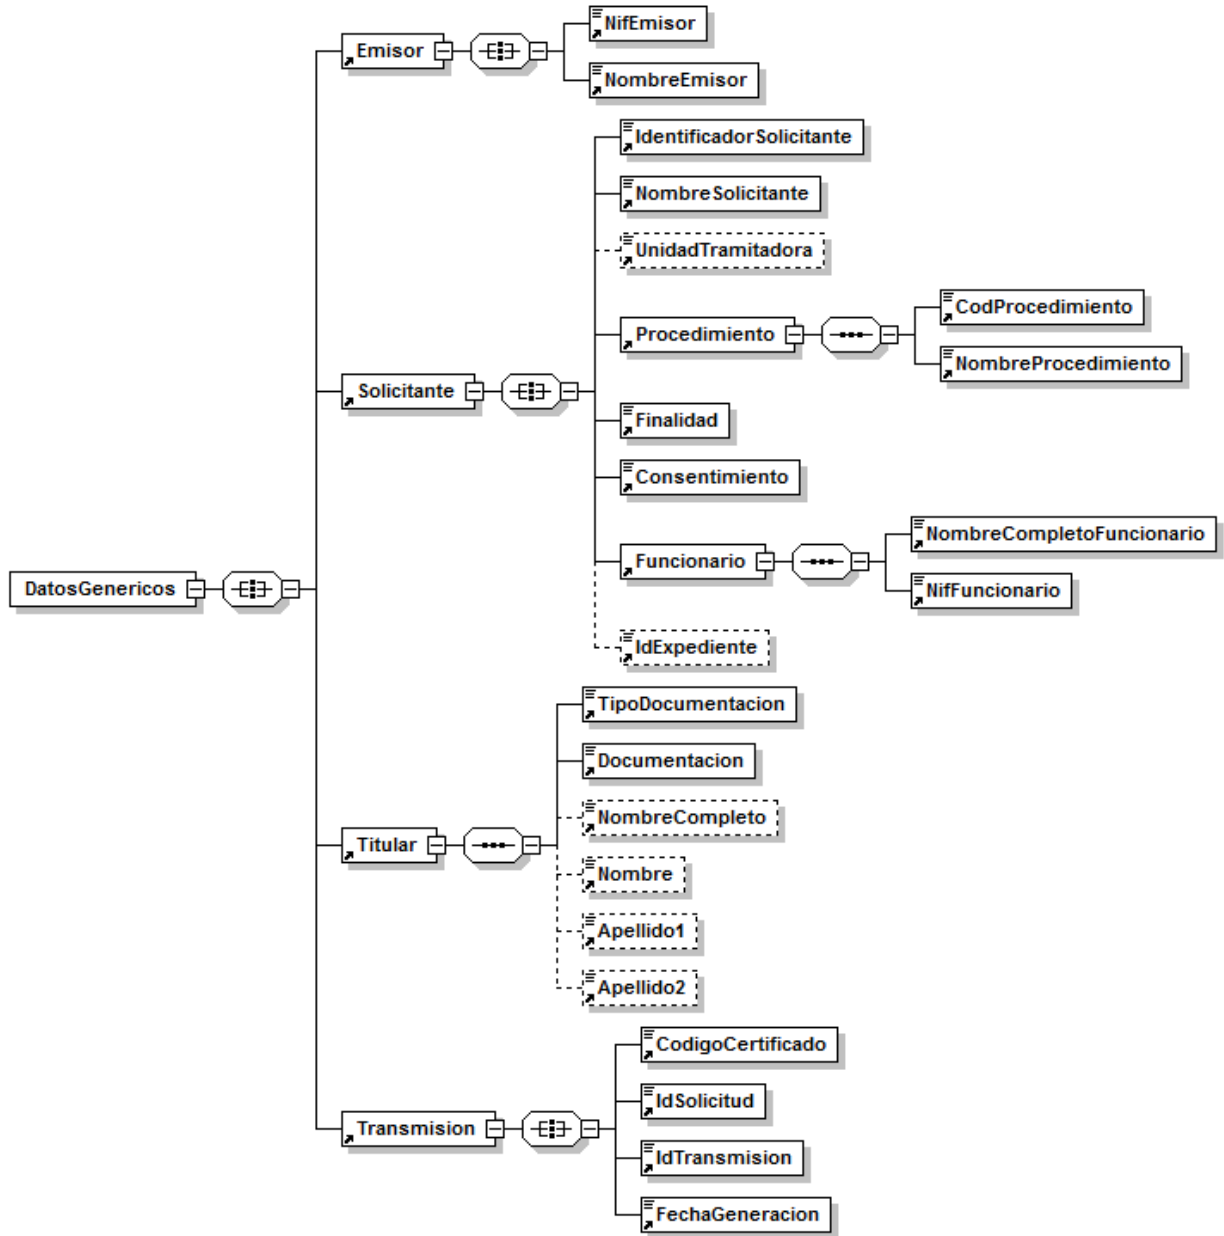 DatosGenericos
Emisor
NifEmisor
NombreEmisor
Solicitante
IdentificadorSolicitante
NombreSolicitante
UnidadTramitadora
Procedimiento
CodProcedimiento
NombreProcedimiento
Finalidad
Consentimiento
Funcionario
NombreCompletoFuncionario
NifFuncionario
IdExpediente
Titular
TipoDocumentacion
Documentacion
NombreCompleto
Nombre
Apellido1
Apellido2
Transmision
CodigoCertificado
IdSolicitud
IdTransmision
FechaGeneracion